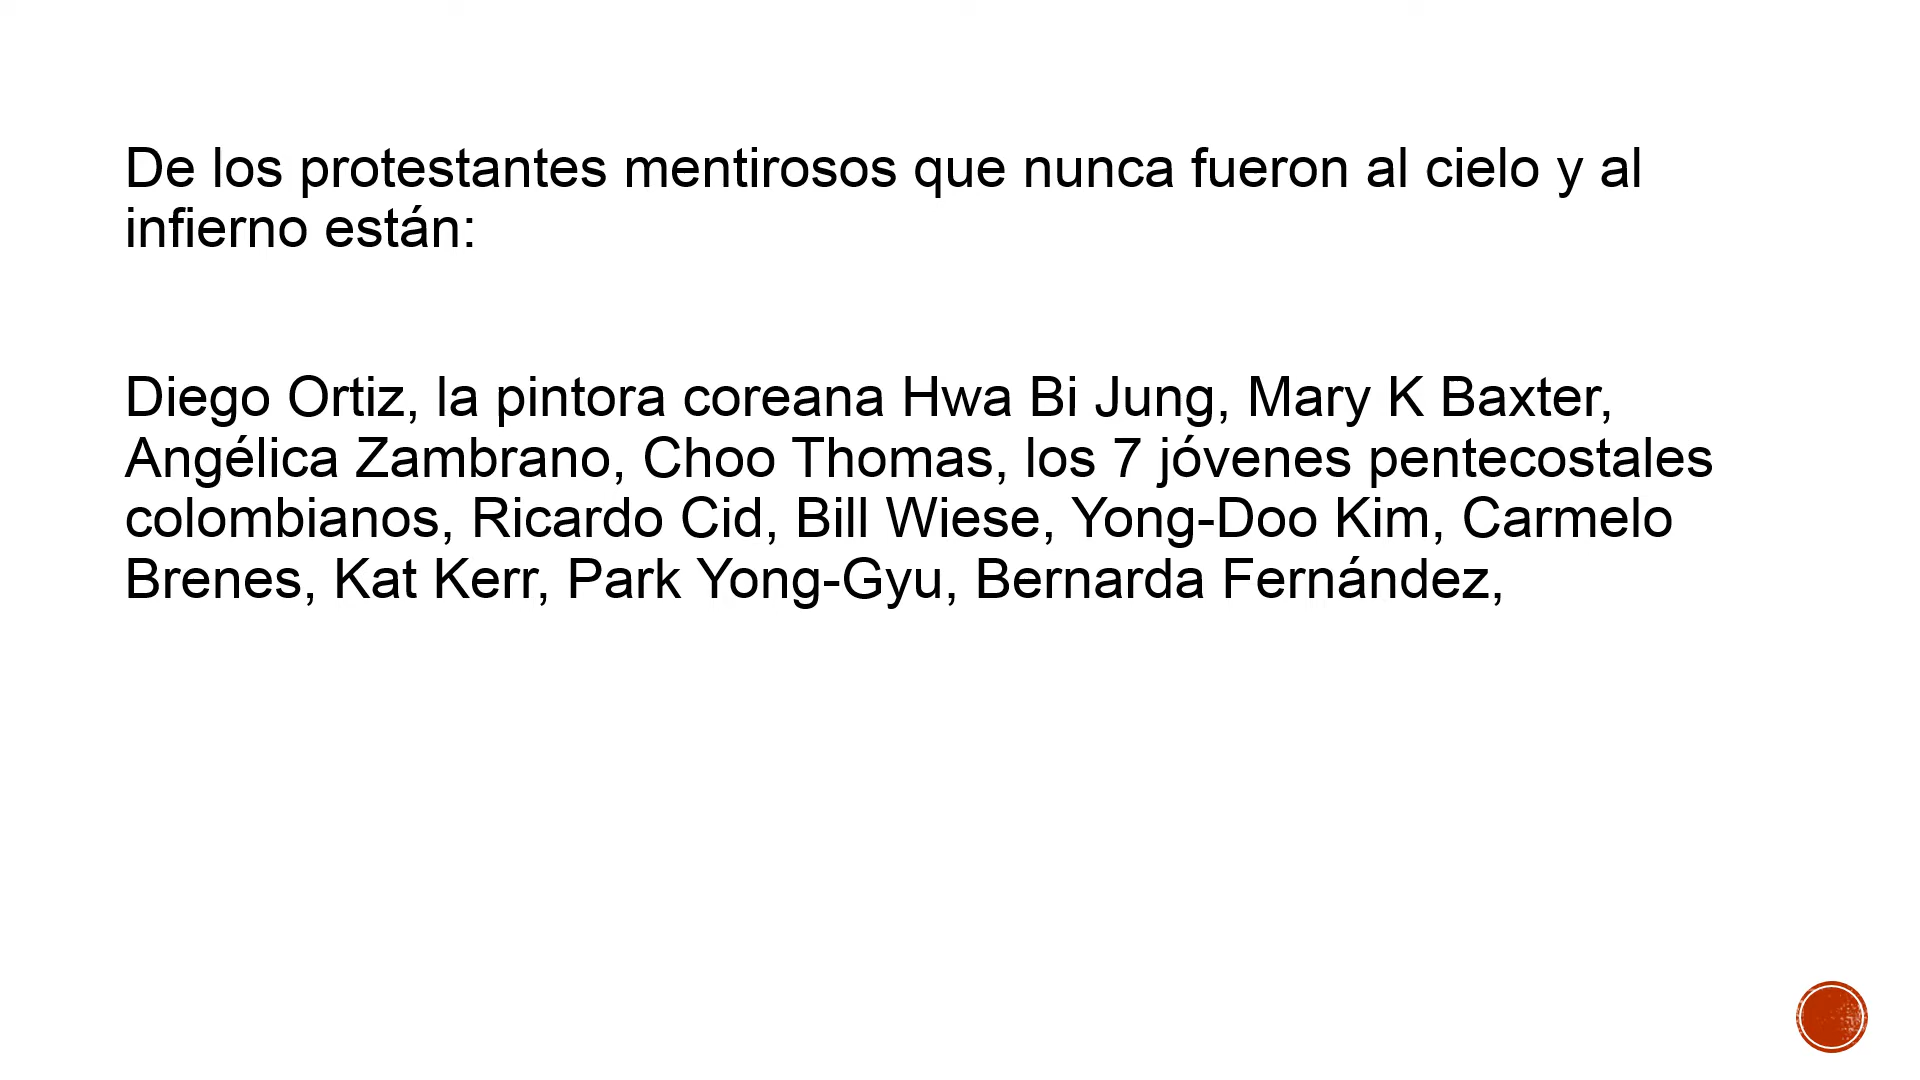 De los protestantes mentirosos que nunca fueron al cielo y al
infierno están:
Diego Ortiz, la pintora coreana Hwa Bi Jung, Mary K Baxter,
Angélica Zambrano, Choo Thomas, los 7 jóvenes pentecostales
colombianos, Ricardo Cid, Bill Wiese, Yong-Doo Kim, Carmelo
Brenes, Kat Kerr, Park Yong-Gyu, Bernarda Fernández,